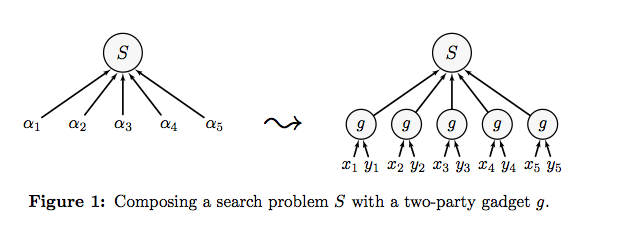 S S
α1 α2 α3 α4 α5 g g g g g
x1 y1 x2 y2 x3 y3 x4 y4 x5 y5
Figure 1: Composing a search problem S with a two-party gadget g.